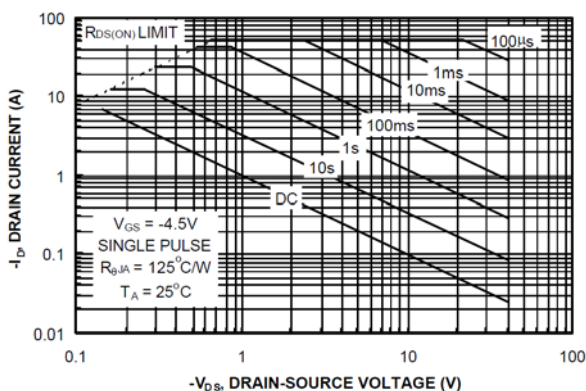 100
10
1
0.1
0.01
-ID, DRAIN CURRENT (A)
RDS(ON) LIMIT
100µs
1ms
10ms
100ms
1s
10s
DC
VGS = -4.5V
SINGLE PULSE
RθJA = 125°C/W
TA = 25°C
0.1
1
10
100
-VDS, DRAIN-SOURCE VOLTAGE (V)